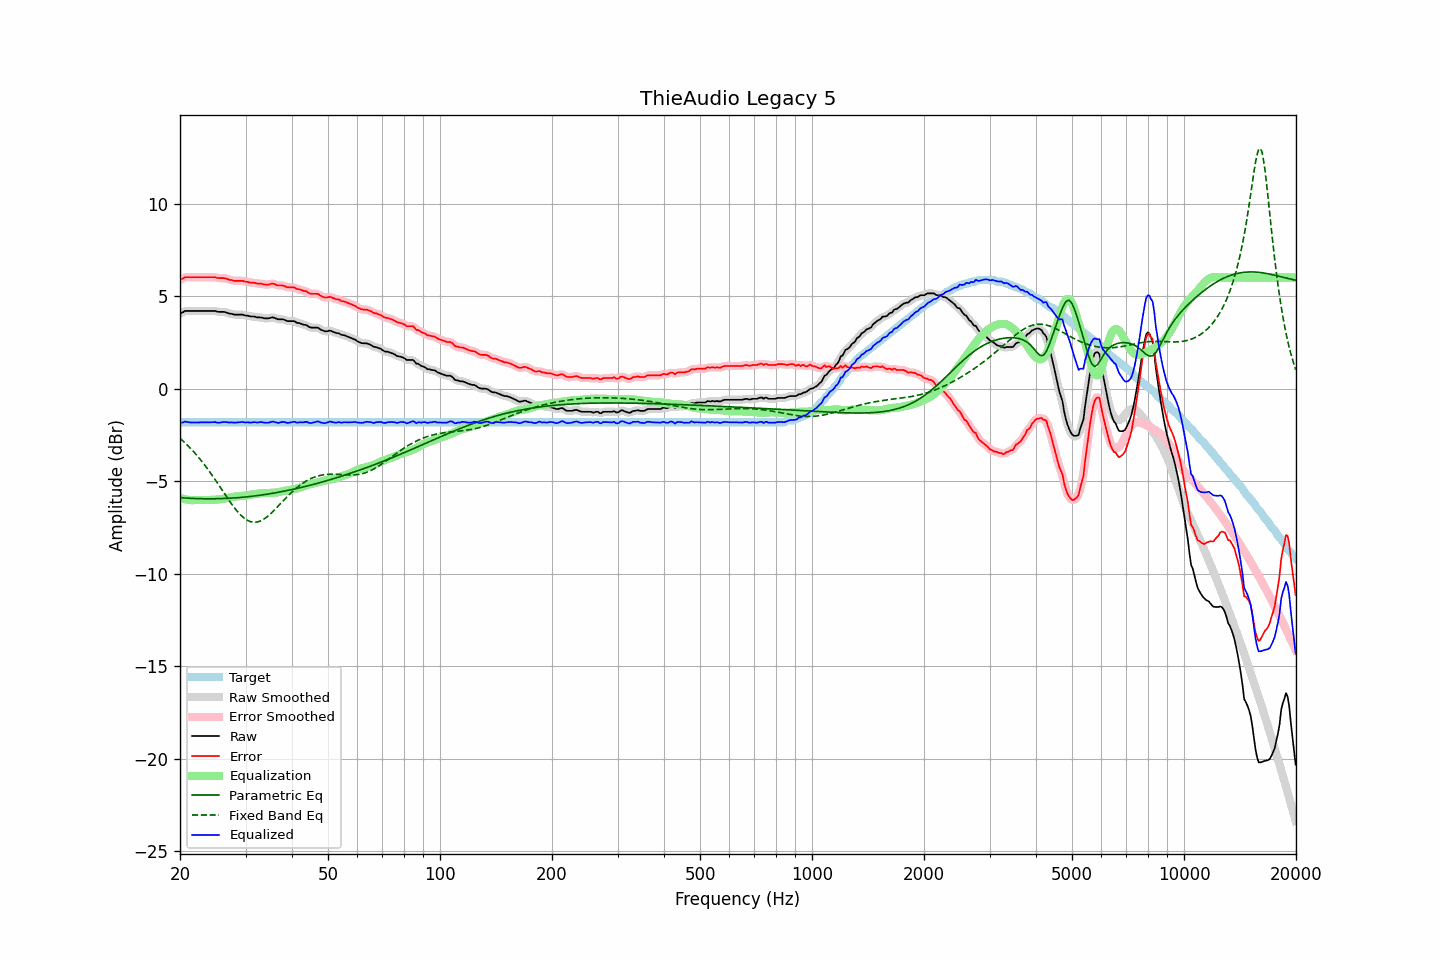 ThieAudio Legacy 5
Amplitude (dBr)
10
5
0
−5
−10
−15
−20
−25
Target
Raw Smoothed
Error Smoothed
Raw
Error
Equalization
Parametric Eq
Fixed Band Eq
Equalized
20 50 100 200 500 1000 2000 5000 10000 20000
Frequency (Hz)